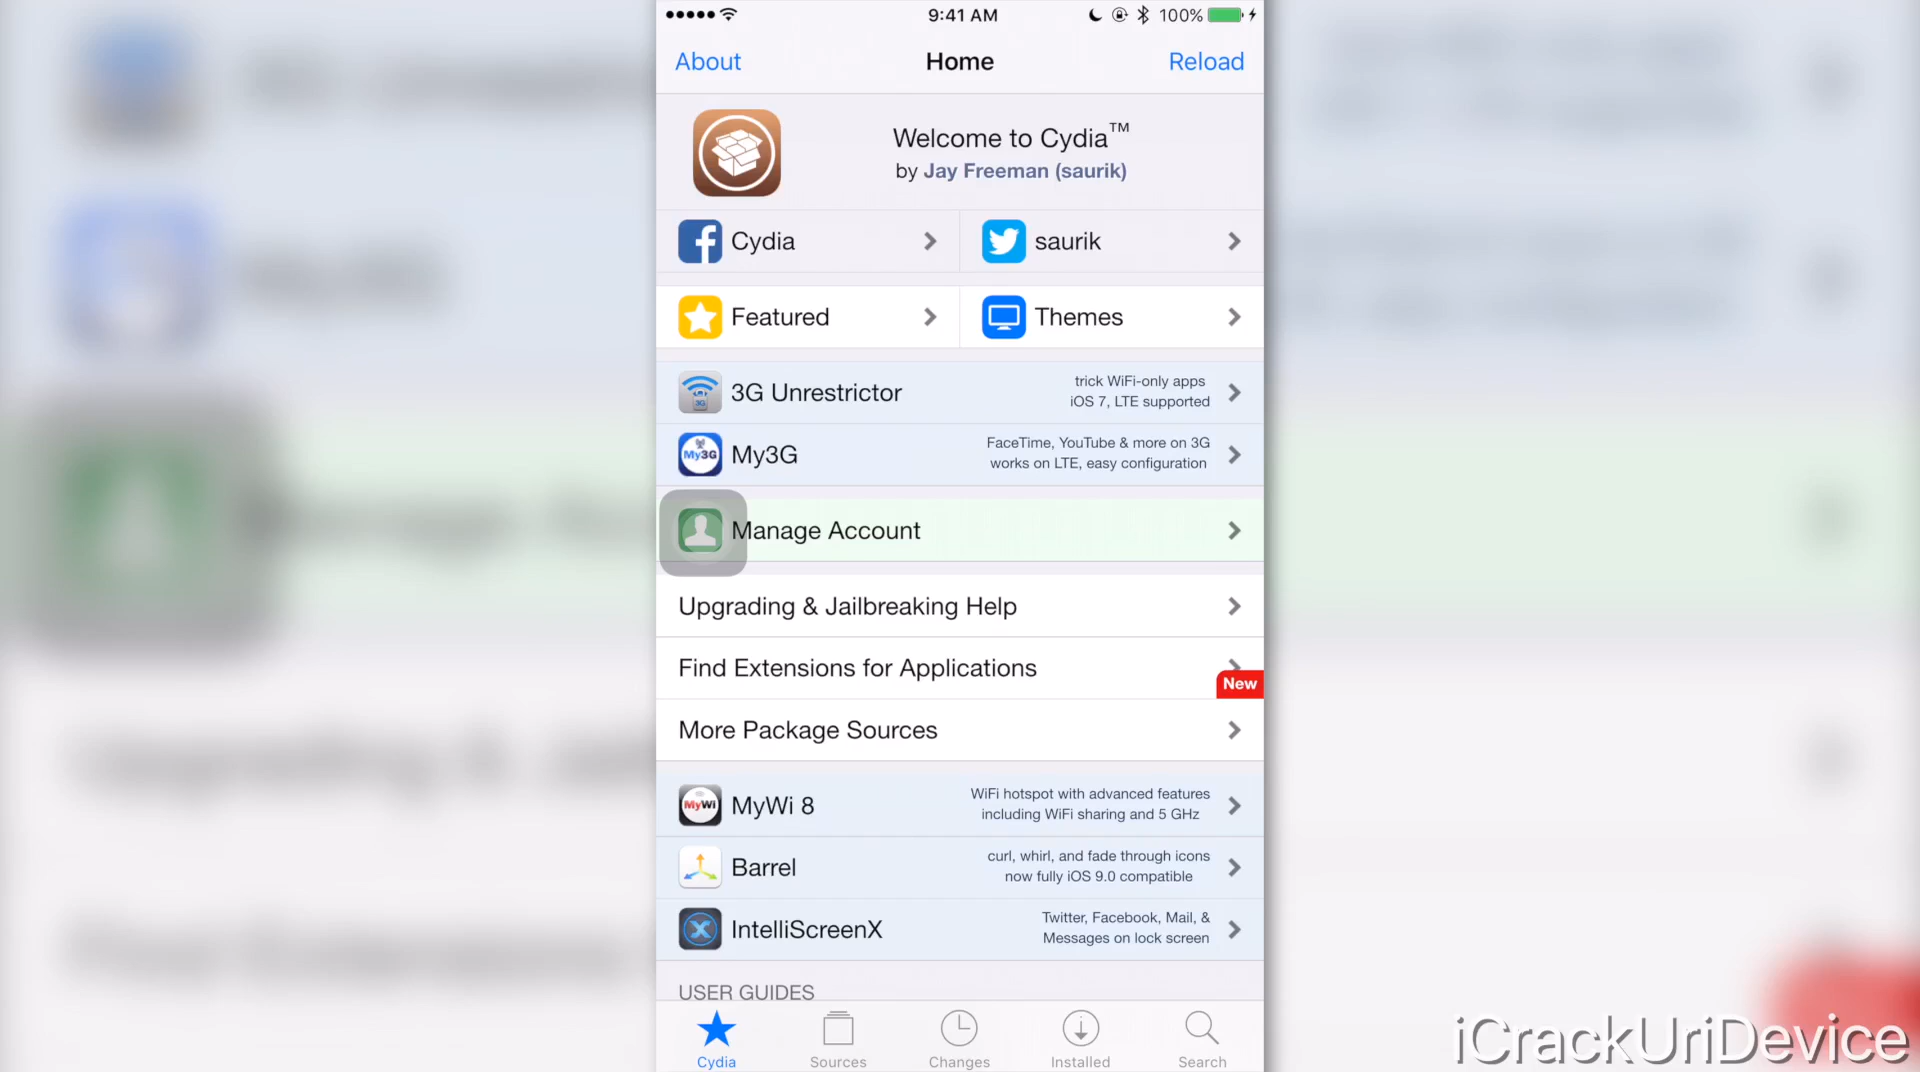 9:41 AM 100%
About Home Reload
Welcome to Cydia™
by Jay Freeman (saurik)
Cydia saurik
Featured Themes
3G Unrestrictor
trick WiFi-only apps
iOS 7, LTE supported
My3G
My3G
FaceTime, YouTube & more on 3G
works on LTE, easy configuration
Manage Account
Upgrading & Jailbreaking Help
Find Extensions for Applications
New
More Package Sources
MyWi
MyWi 8
WiFi hotspot with advanced features
including WiFi sharing and 5 GHz
Barrel
curl, whirl, and fade through icons
now fully iOS 9.0 compatible
IntelliScreenX
Twitter, Facebook, Mail, &
Messages on lock screen
USER GUIDES
Cydia Sources Changes Installed Search
iCrackUriDevice